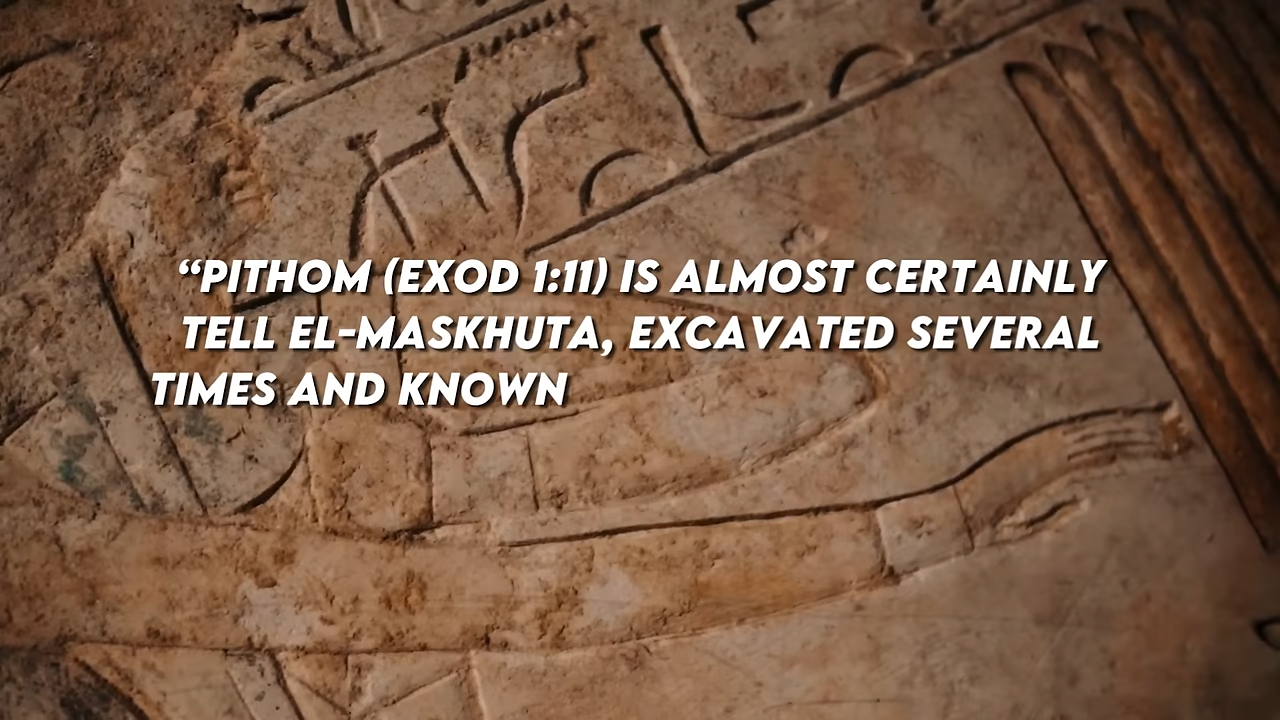 “PITHOM (EXOD 1:11) IS ALMOST CERTAINLY
TELL EL-MASKHUTA, EXCAVATED SEVERAL
TIMES AND KNOWN